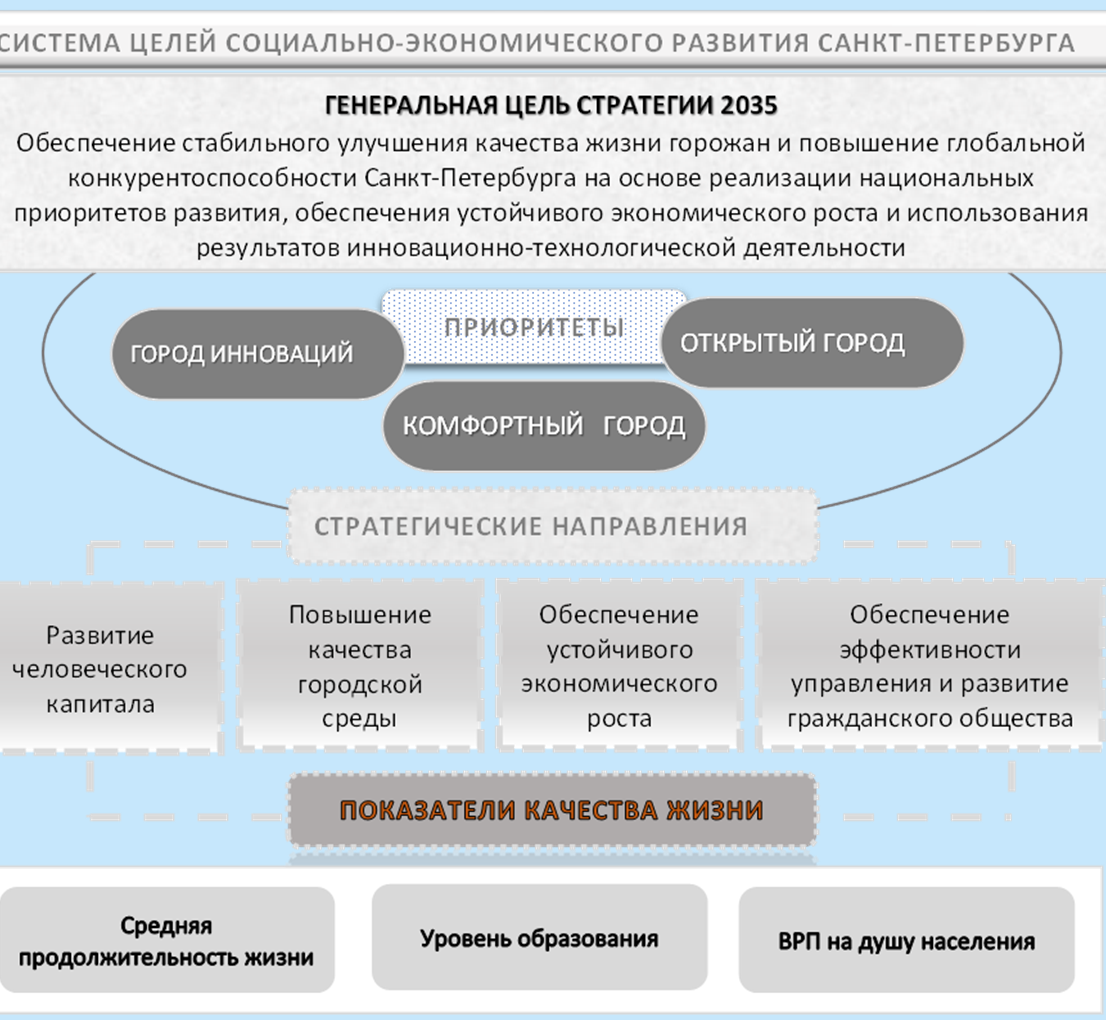 СИСТЕМА ЦЕЛЕЙ СОЦИАЛЬНО-ЭКОНОМИЧЕСКОГО РАЗВИТИЯ САНКТ-ПЕТЕРБУРГА
ГЕНЕРАЛЬНАЯ ЦЕЛЬ СТРАТЕГИИ 2035
Обеспечение стабильного улучшения качества жизни горожан и повышение глобальной
конкурентоспособности Санкт-Петербурга на основе реализации национальных
приоритетов развития, обеспечения устойчивого экономического роста и использования
результатов инновационно-технологической деятельности
ПРИОРИТЕТЫ
ГОРОД ИННОВАЦИЙ
ОТКРЫТЫЙ ГОРОД
КОМФОРТНЫЙ ГОРОД
СТРАТЕГИЧЕСКИЕ НАПРАВЛЕНИЯ
Развитие
человеческого
капитала
Повышение
качества
городской
среды
Обеспечение
устойчивого
экономического
роста
Обеспечение
эффективности
управления и развитие
гражданского общества
ПОКАЗАТЕЛИ КАЧЕСТВА ЖИЗНИ
Средняя
продолжительность жизни
Уровень образования
ВРП на душу населения